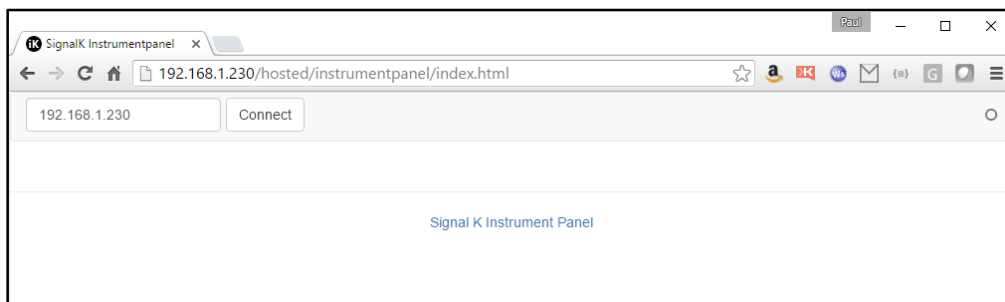 Paul
SignalK Instrumentpanel
192.168.1.230/hosted/instrumentpanel/index.html
192.168.1.230
Connect
Signal K Instrument Panel